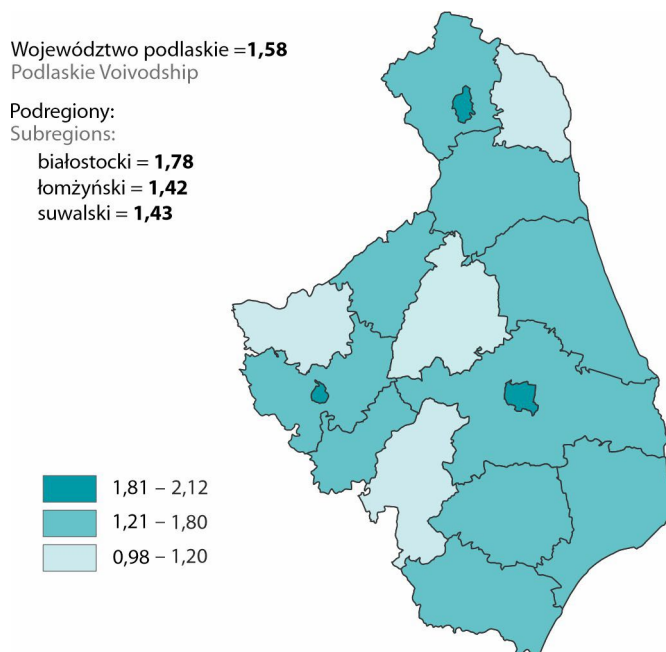 Województwo podlaskie =1,58
Podlaskie Voivodship
Podregiony:
Subregions:
białostocki = 1,78
łomżyński = 1,42
suwalski = 1,43
1,81 – 2,12
1,21 – 1,80
0,98 – 1,20